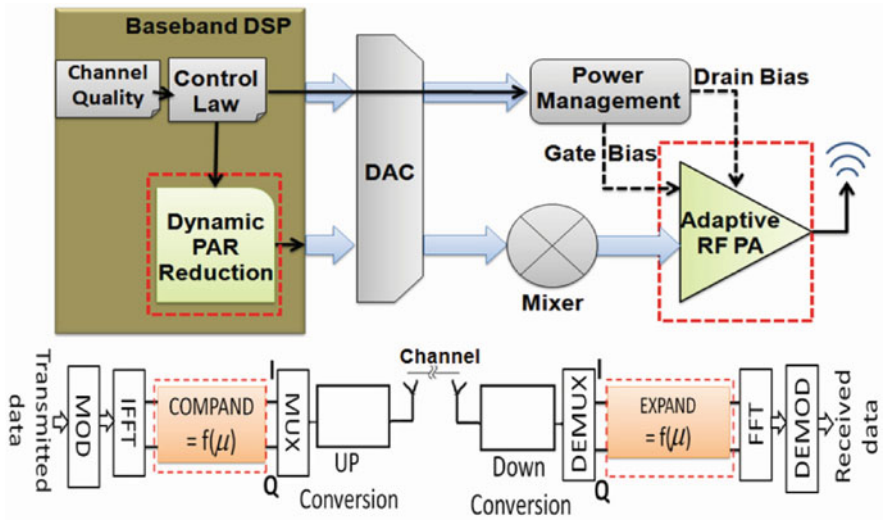 Baseband DSP
Channel
Quality
Control
Law
Dynamic
PAR
Reduction
DAC
Power
Management
Drain Bias
Gate Bias
Mixer
Adaptive
RF PA
Transmitted
data
MOD
IFFT
COMPAND
= f(μ)
I
Q
MUX
UP
Conversion
Channel
Down
Conversion
DEMUX
I
Q
EXPAND
= f(μ)
FFT
DEMOD
Received
data